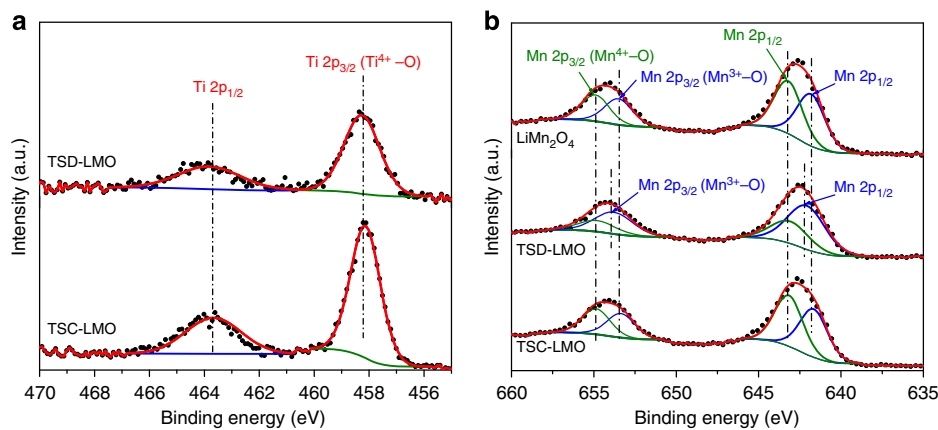 a
Ti 2p3/2 (Ti4+ –O)
Ti 2p1/2
TSD-LMO
TSC-LMO
Intensity (a.u.)
470 468 466 464 462 460 458 456
Binding energy (eV)
b
Mn 2p1/2
Mn 2p3/2 (Mn4+–O)
Mn 2p3/2 (Mn3+–O)
Mn 2p1/2
LiMn2O4
Mn 2p3/2 (Mn3+–O)
Mn 2p1/2
TSD-LMO
TSC-LMO
Intensity (a.u.)
660 655 650 645 640 635
Binding energy (eV)